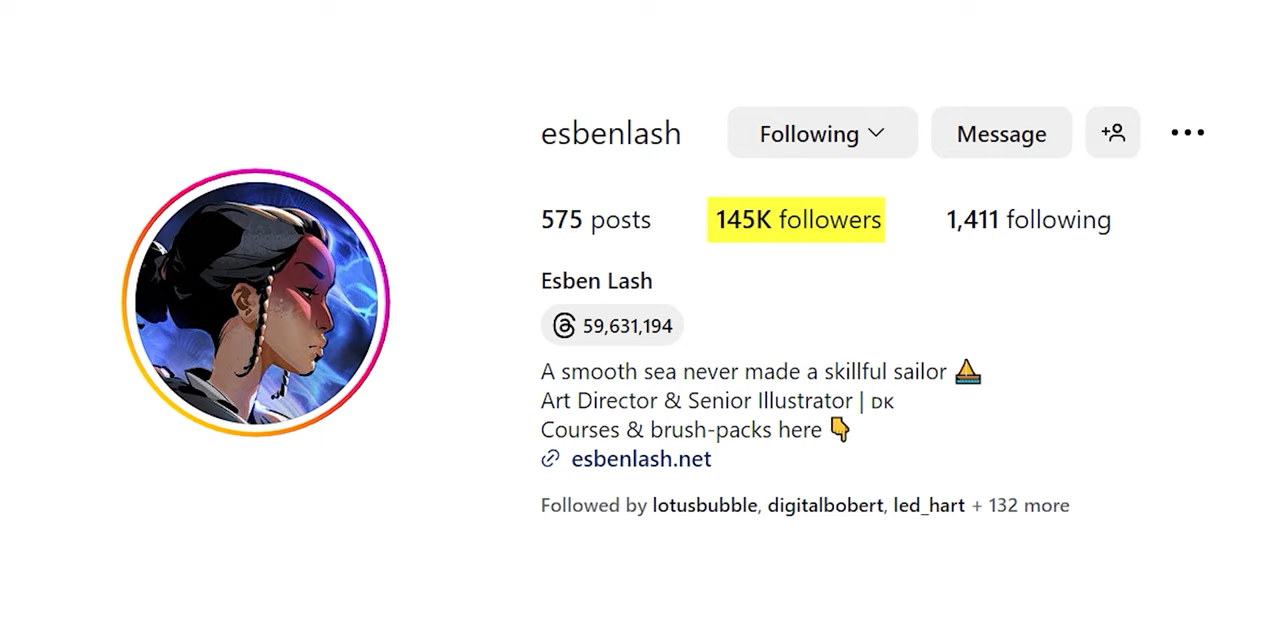 esbenlash Following Message
575 posts 145K followers 1,411 following
Esben Lash
59,631,194
A smooth sea never made a skillful sailor ⛵
Art Director & Senior Illustrator | DK
Courses & brush-packs here 👇
esbenlash.net
Followed by lotusbubble, digitalbobert, led_hart + 132 more